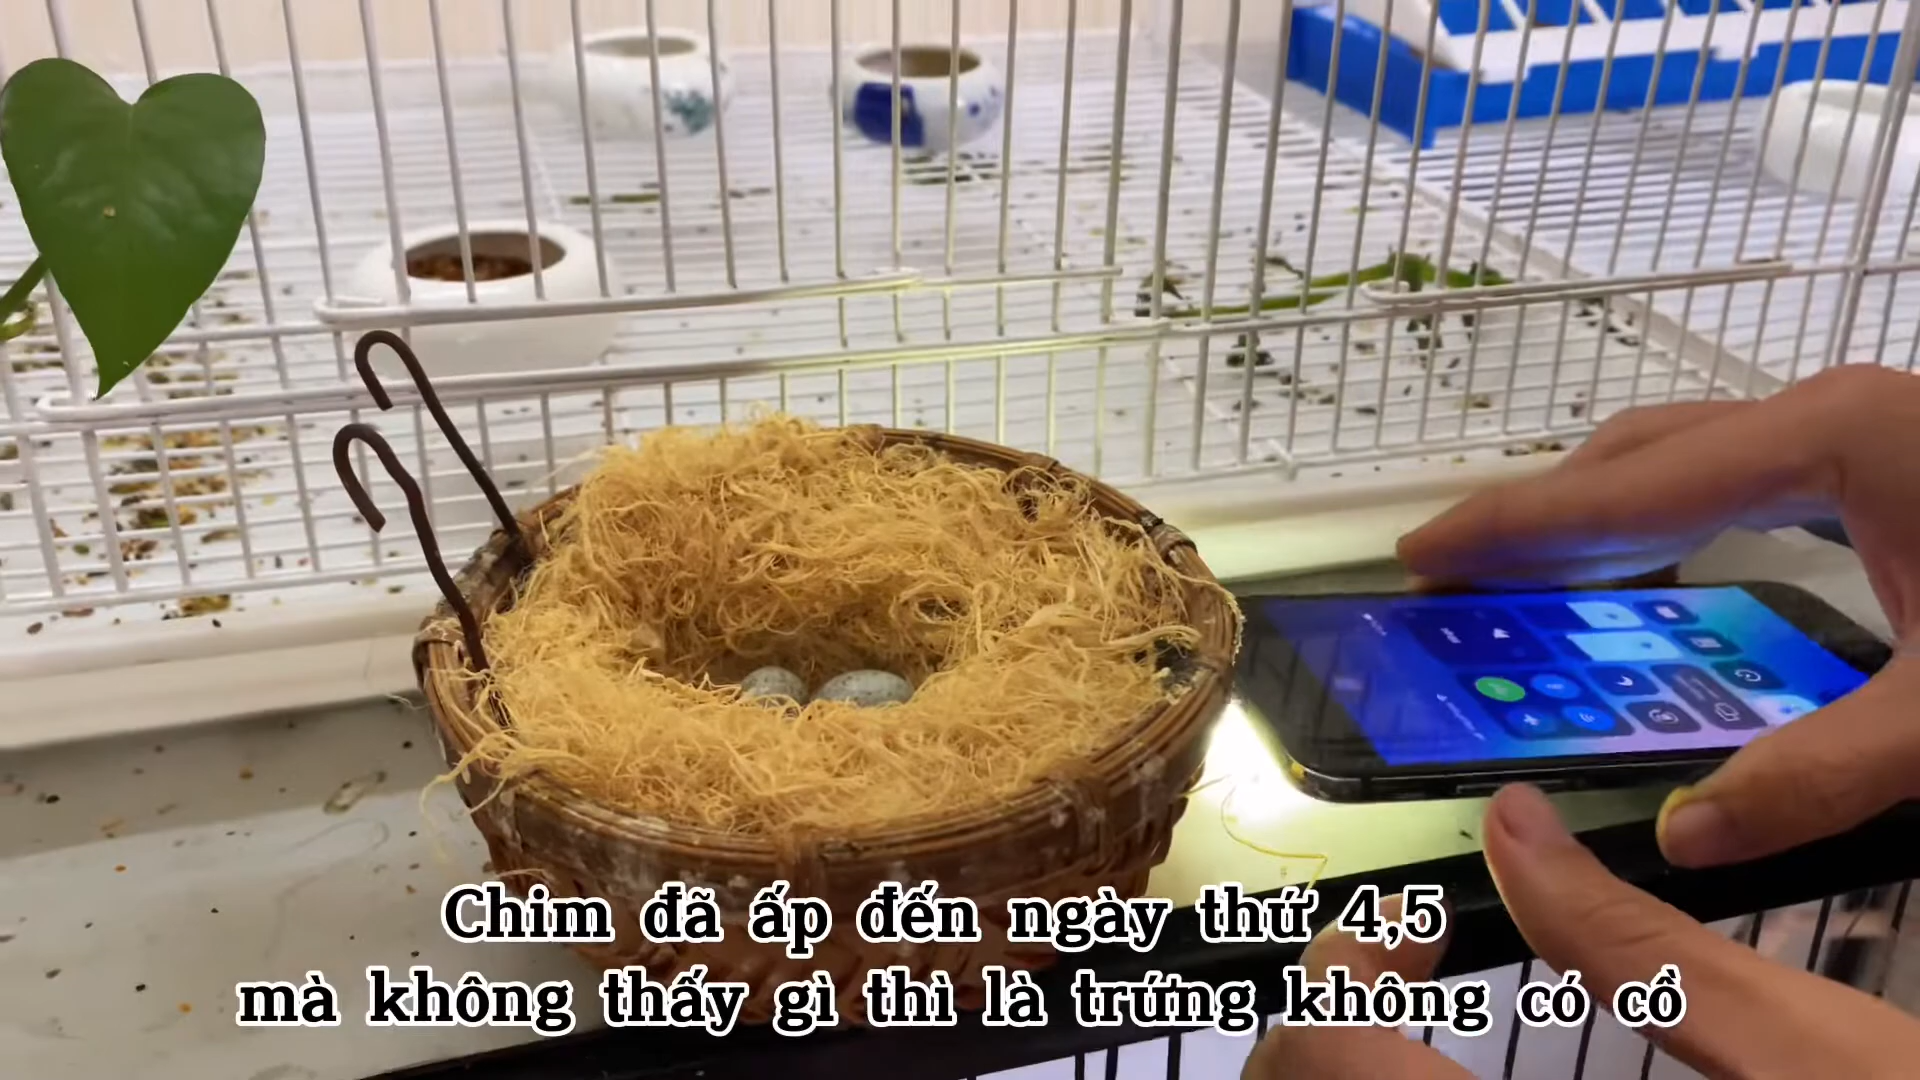 Chim đã ấp đến ngày thứ 4,5
mà không thấy gì thì là trứng không có cồ